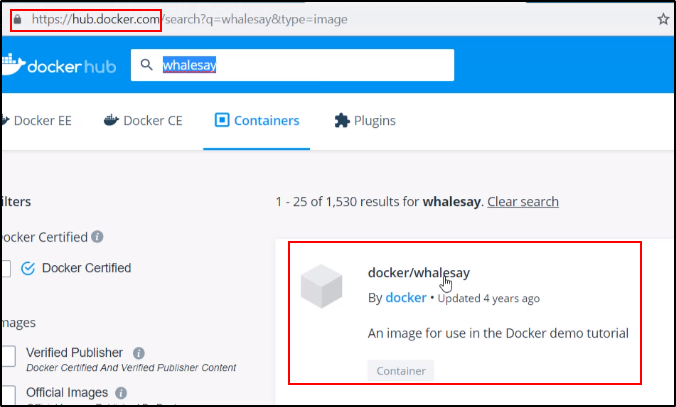 https://hub.docker.com/search?q=whalesay&type=image
dockerhub
whalesay
Docker EE
Docker CE
Containers
Plugins
ilters
1 - 25 of 1,530 results for whalesay. Clear search
ocker Certified
Docker Certified
docker/whalesay
By docker • Updated 4 years ago
An image for use in the Docker demo tutorial
Container
mages
Verified Publisher
Docker Certified And Verified Publisher Content
Official Images